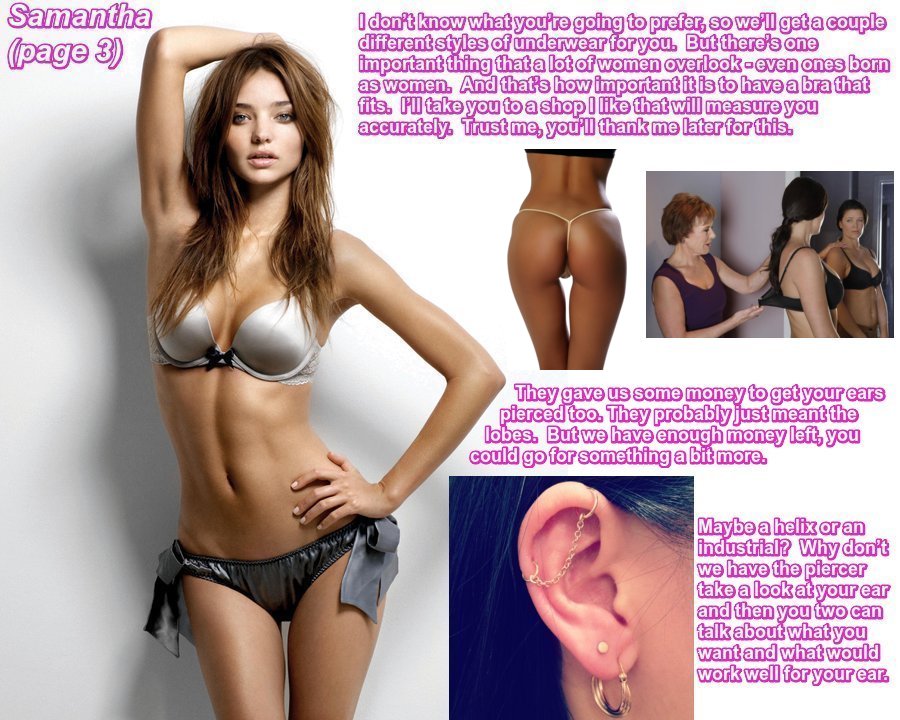 Samantha
(page 3)
I don't know what you're going to prefer, so we'll get a couple
different styles of underwear for you.  But there's one
important thing that a lot of women overlook - even ones born
as women.  And that's how important it is to have a bra that
fits.  I'll take you to a shop I like that will measure you
accurately.  Trust me, you'll thank me later for this.
They gave us some money to get your ears
pierced too. They probably just meant the
lobes.  But we have enough money left, you
could go for something a bit more.
Maybe a helix or an
industrial?  Why don't
we have the piercer
take a look at your ear
and then you two can
talk about what you
want and what would
work well for your ear.